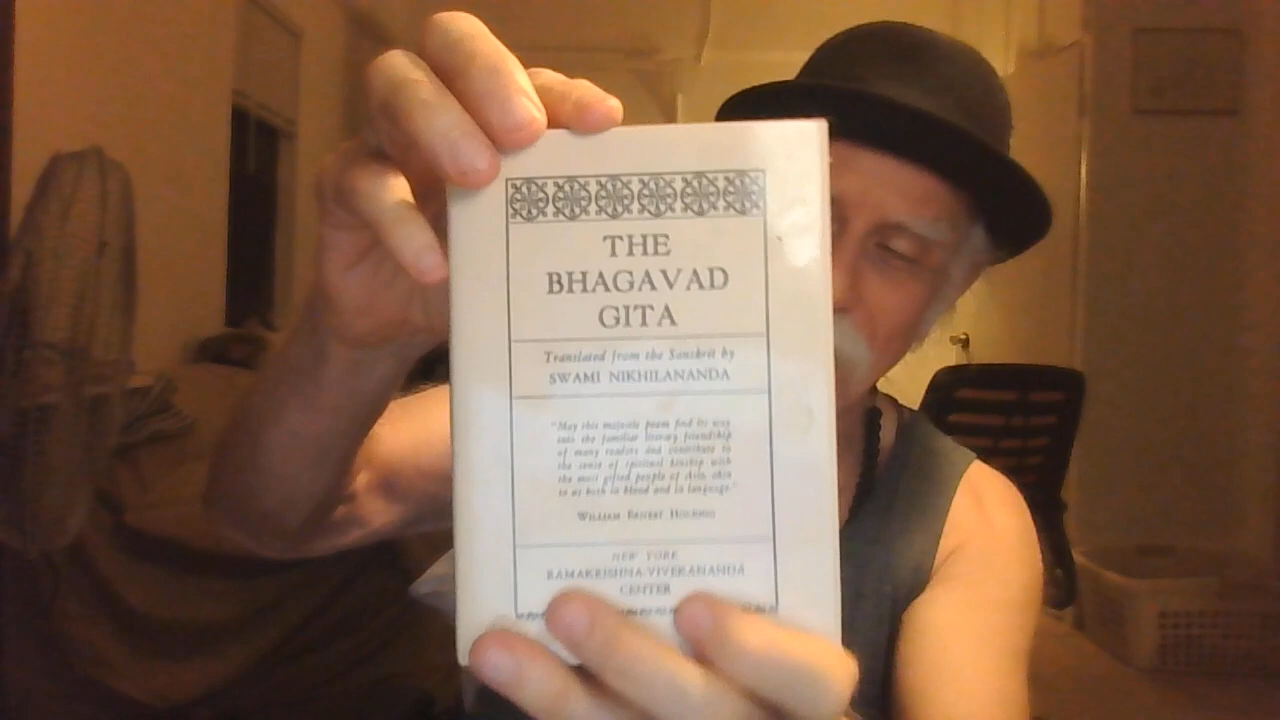 THE
BHAGAVAD
GITA
Translated from the Sanskrit by
SWAMI NIKHILANANDA
"May this majestic poem find its way
into the familiar literary friendship
of many readers and contribute to
the sense of spiritual kinship with
the most gifted people of Asia, akin
to us both in blood and in language."
WILLIAM ERNEST HOCKING
NEW YORK
RAMAKRISHNA-VIVEKANANDA
CENTER